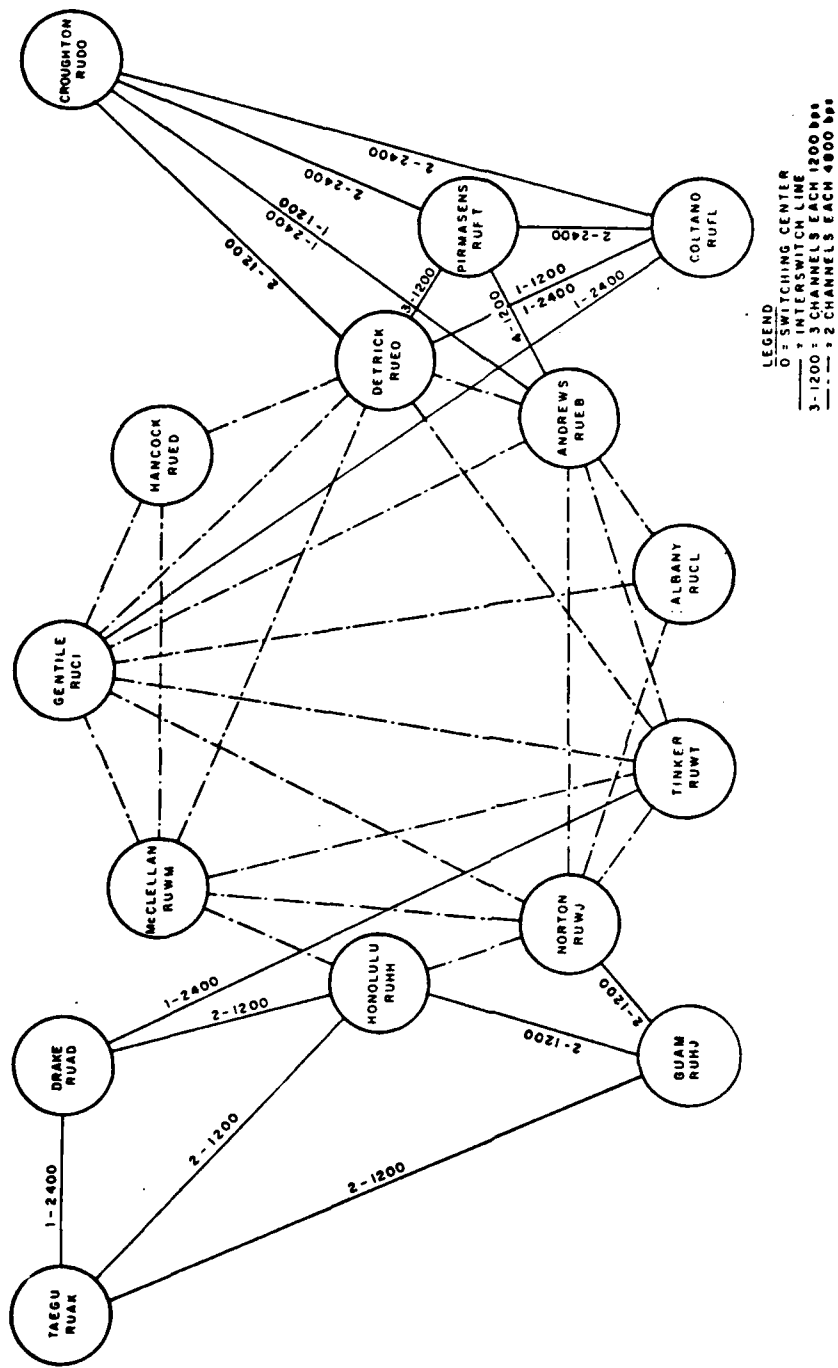 CROUGHTON
RUDO
2-1200
1-2400
1-1200
2-2400
2-2400
PIRMASENS
RUFT
2-2400
COLTANO
RUFL
3-1200
4-1200
1-1200
1-2400
1-2400
DETRICK
RUEO
ANDREWS
RUEB
HANCOCK
RUED
ALBANY
RUCL
GENTILE
RUCI
TINKER
RUWT
McCLELLAN
RUWM
NORTON
RUWJ
HONOLULU
RUHH
1-2400
2-1200
DRAKE
RUAD
2-1200
2-1200
GUAM
RUHJ
1-2400
2-1200
2-1200
TAEGU
RUAK
LEGEND
O = SWITCHING CENTER
—— = INTERSWITCH LINE
3-1200 = 3 CHANNELS EACH 1200 bps
—-— = 2 CHANNELS EACH 4800 bps